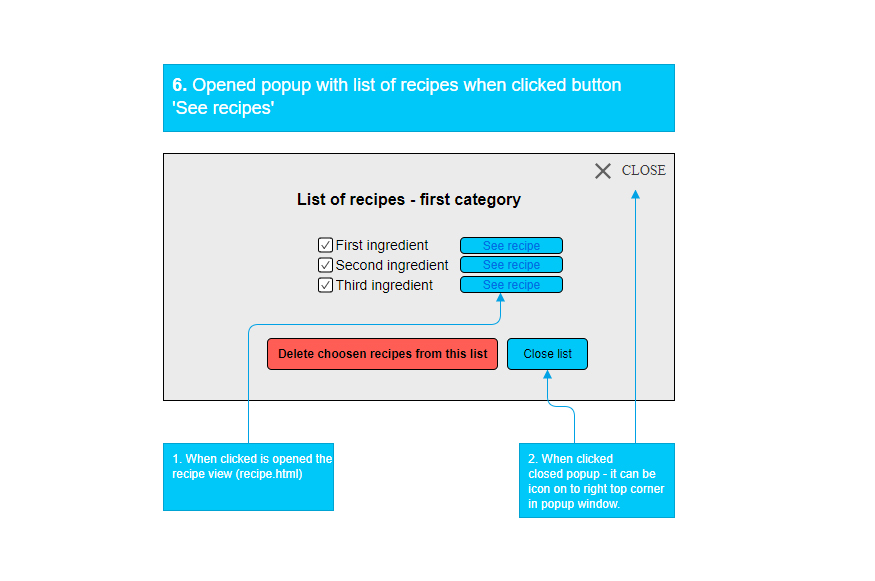 6. Opened popup with list of recipes when clicked button
'See recipes'
CLOSE
List of recipes - first category
First ingredient
See recipe
Second ingredient
See recipe
Third ingredient
See recipe
Delete choosen recipes from this list
Close list
1. When clicked is opened the
recipe view (recipe.html)
2. When clicked
closed popup - it can be
icon on to right top corner
in popup window.